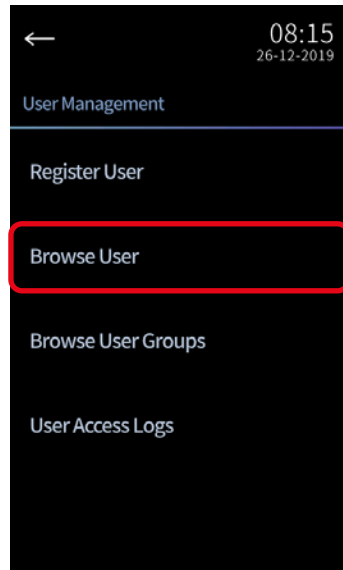 08:15
26-12-2019
User Management
Register User
Browse User
Browse User Groups
User Access Logs